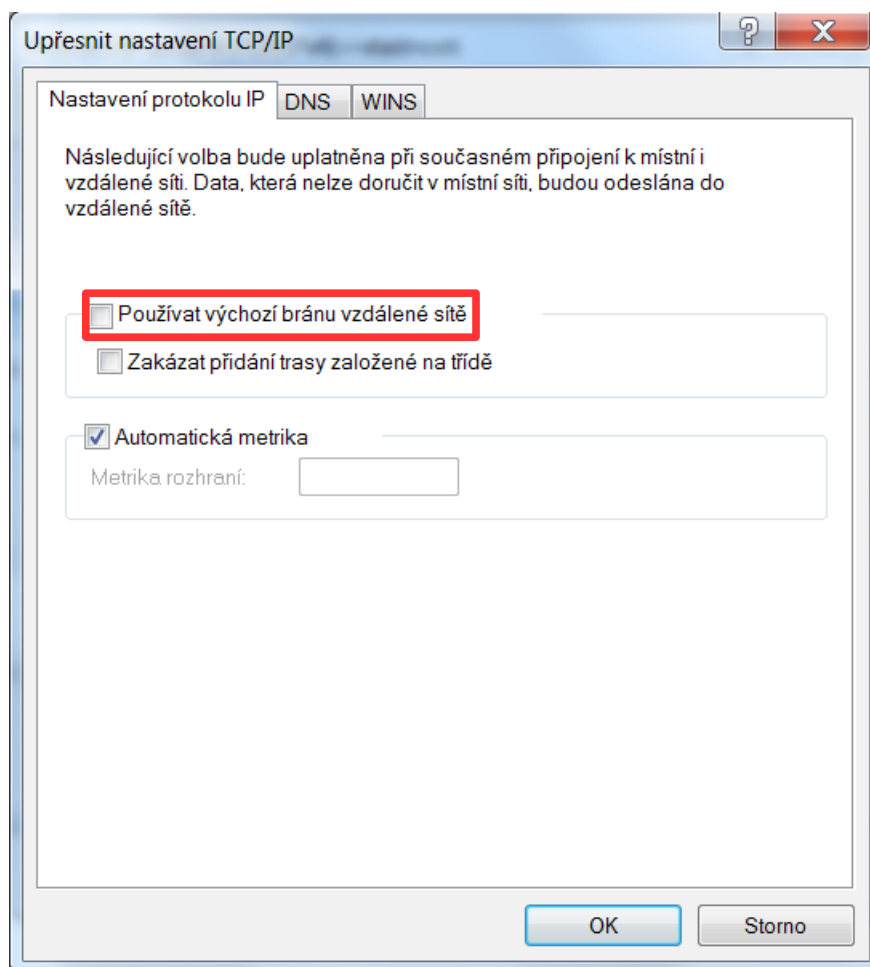 Upřesnit nastavení TCP/IP
Nastavení protokolu IP DNS WINS
Následující volba bude uplatněna při současném připojení k místní i
vzdálené síti. Data, která nelze doručit v místní síti, budou odeslána do
vzdálené sítě.
Používat výchozí bránu vzdálené sítě
Zakázat přidání trasy založené na třídě
Automatická metrika
Metrika rozhraní:
OK Storno